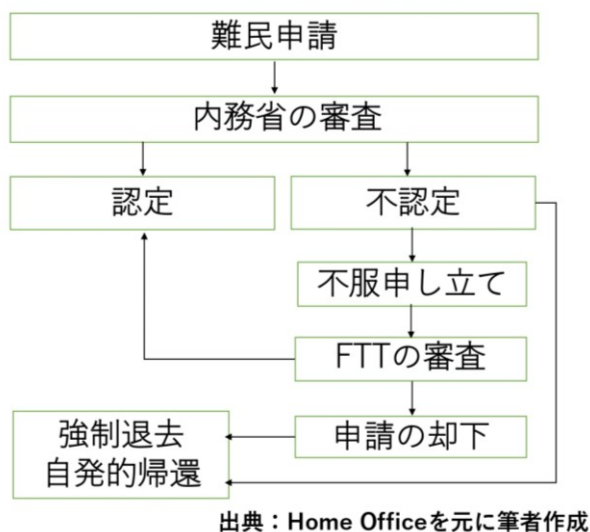 難民申請
内務省の審査
認定
不認定
不服申し立て
FTTの審査
申請の却下
強制退去
自発的帰還
出典：Home Officeを元に筆者作成